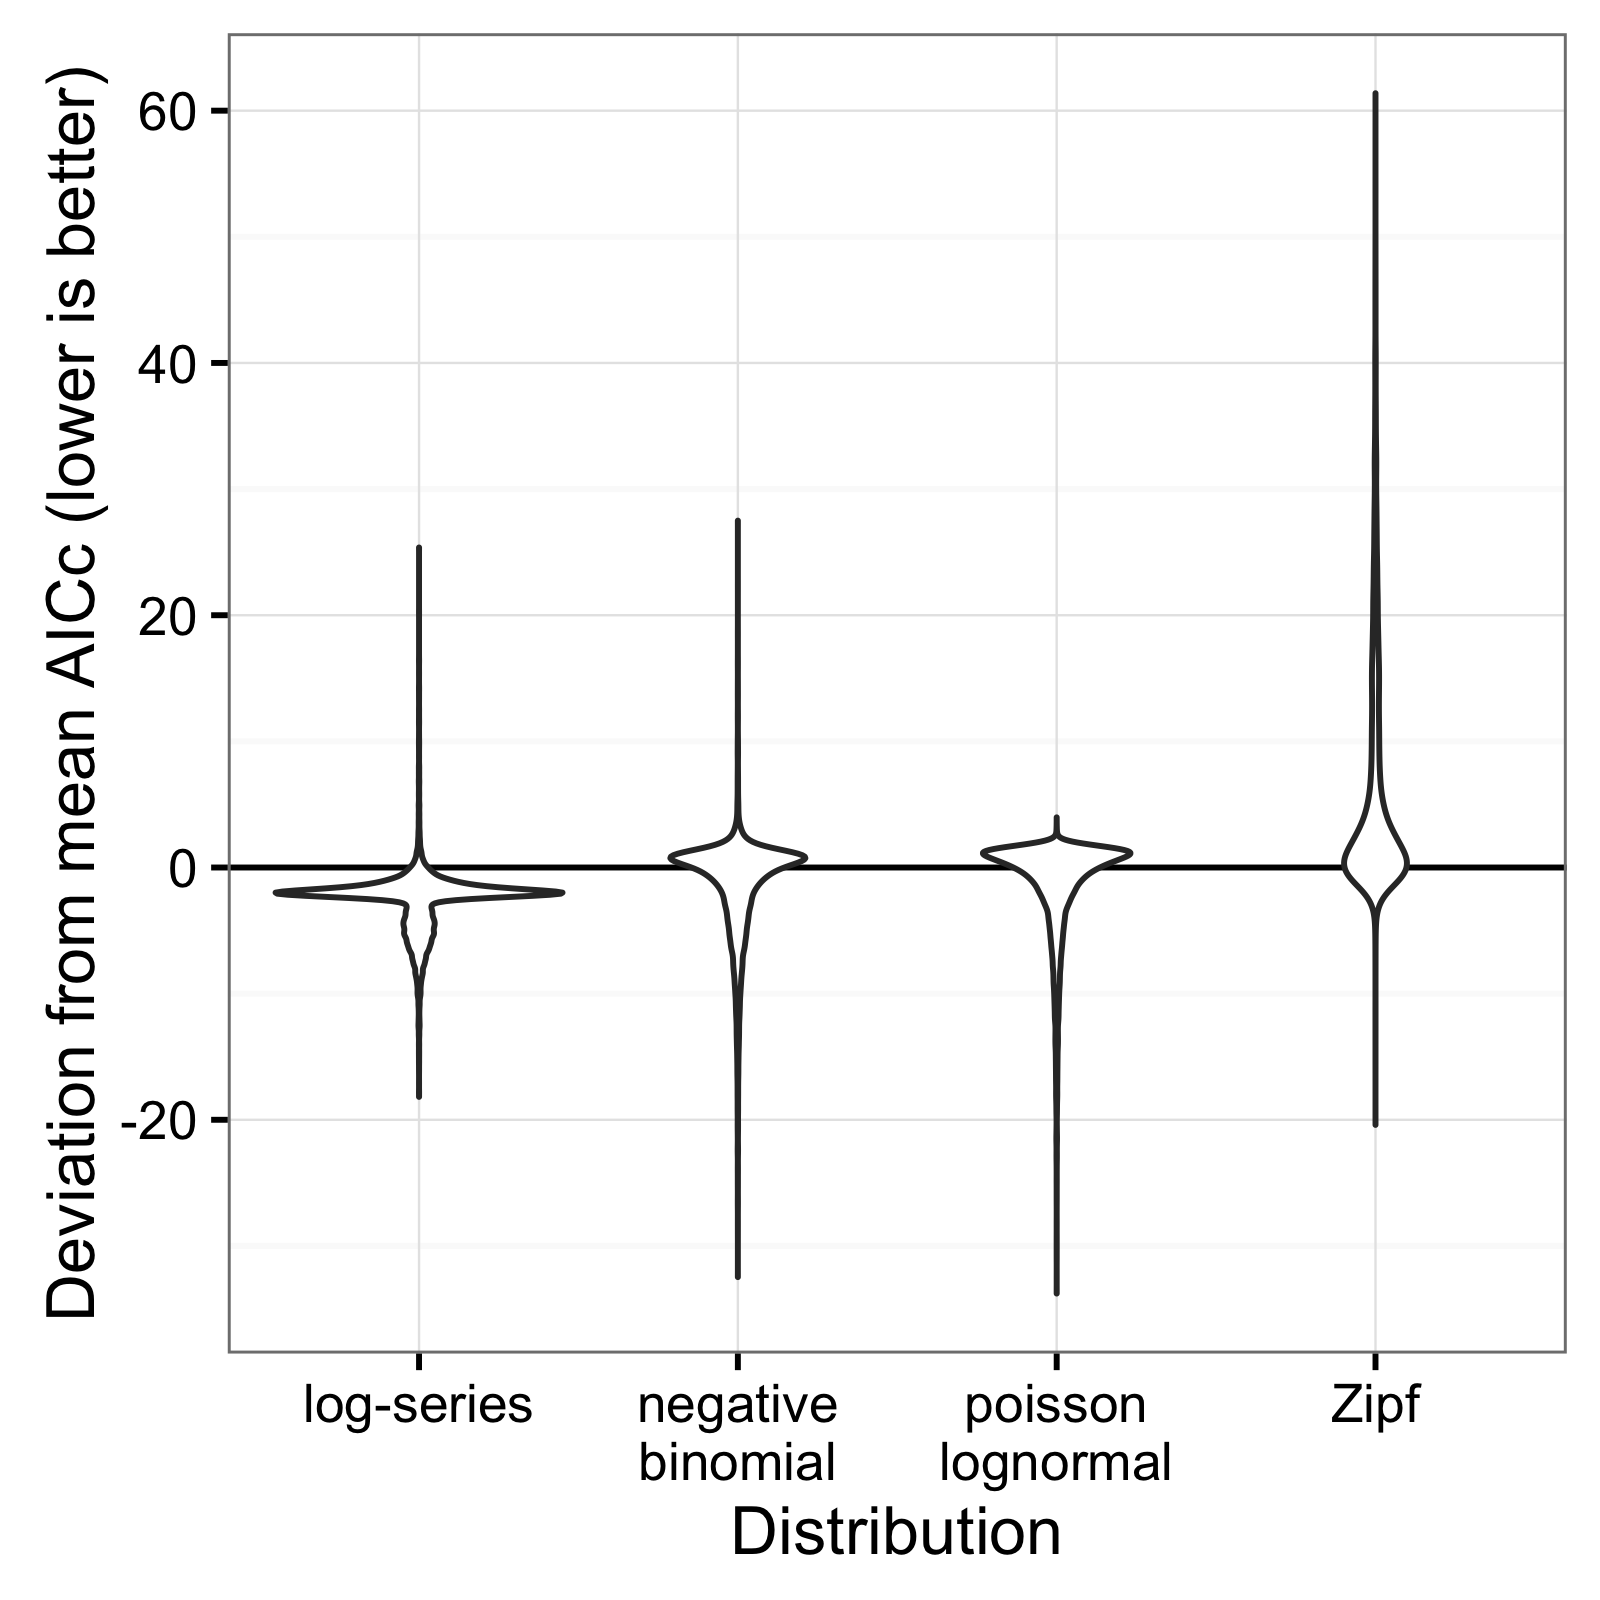 Deviation from mean AICc (lower is better)
60
40
20
0
-20
log-series
negative
binomial
poisson
lognormal
Zipf
Distribution